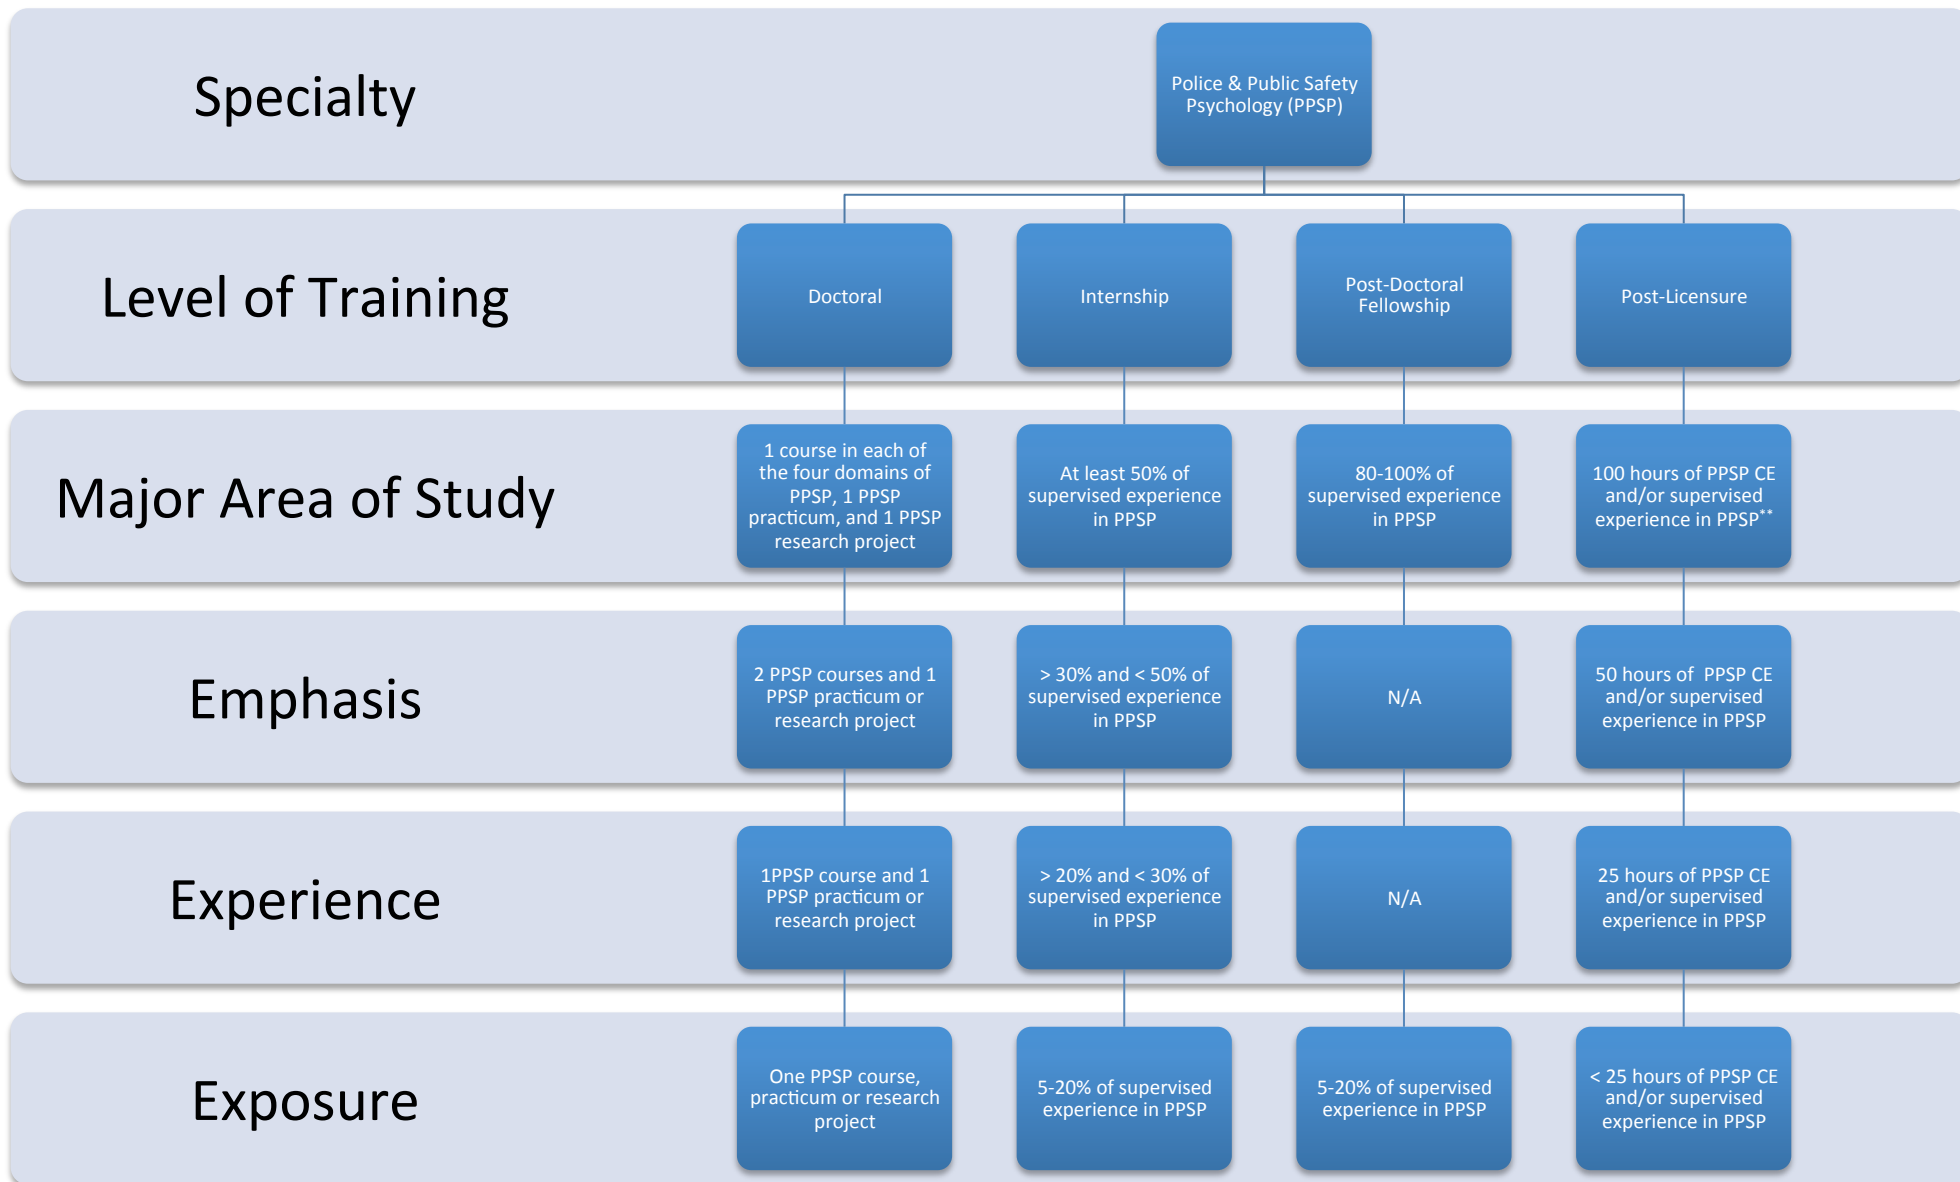 Specialty
Police & Public Safety
Psychology (PPSP)
Level of Training
Doctoral
Internship
Post-Doctoral
Fellowship
Post-Licensure
Major Area of Study
1 course in each of
the four domains of
PPSP, 1 PPSP
practicum, and 1 PPSP
research project
At least 50% of
supervised experience
in PPSP
80-100% of
supervised experience
in PPSP
100 hours of PPSP CE
and/or supervised
experience in PPSP**
Emphasis
2 PPSP courses and 1
PPSP practicum or
research project
> 30% and < 50% of
supervised experience
in PPSP
N/A
50 hours of  PPSP CE
and/or supervised
experience in PPSP
Experience
1PPSP course and 1
PPSP practicum or
research project
> 20% and < 30% of
supervised experience
in PPSP
N/A
25 hours of PPSP CE
and/or supervised
experience in PPSP
Exposure
One PPSP course,
practicum or research
project
5-20% of supervised
experience in PPSP
5-20% of supervised
experience in PPSP
< 25 hours of PPSP CE
and/or supervised
experience in PPSP